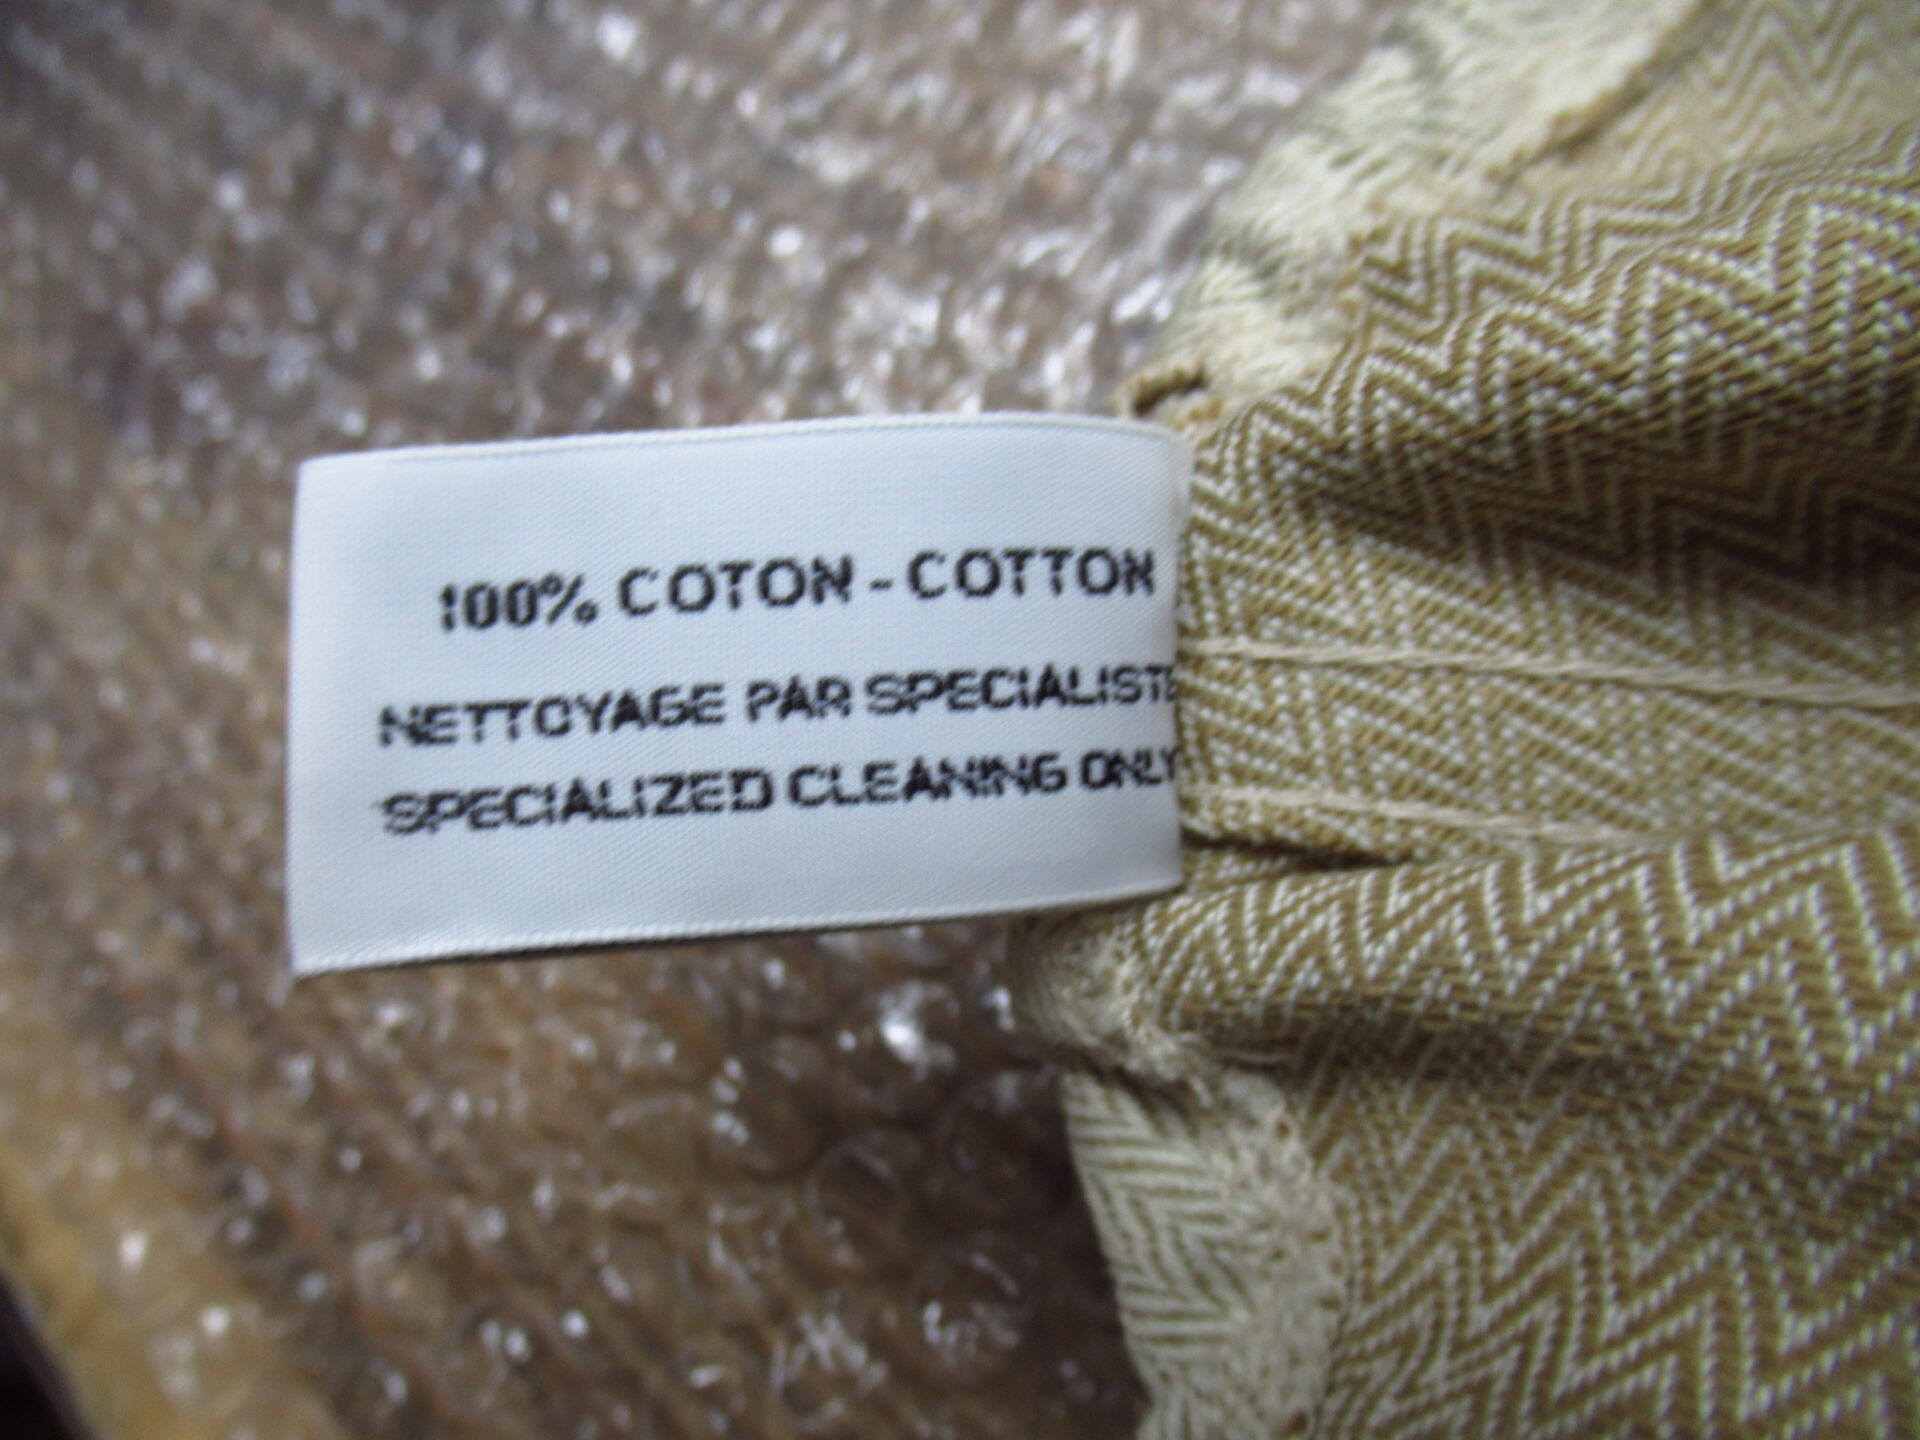 100% COTON - COTTON
NETTOYAGE PAR SPECIALISTE
SPECIALIZED CLEANING ONLY